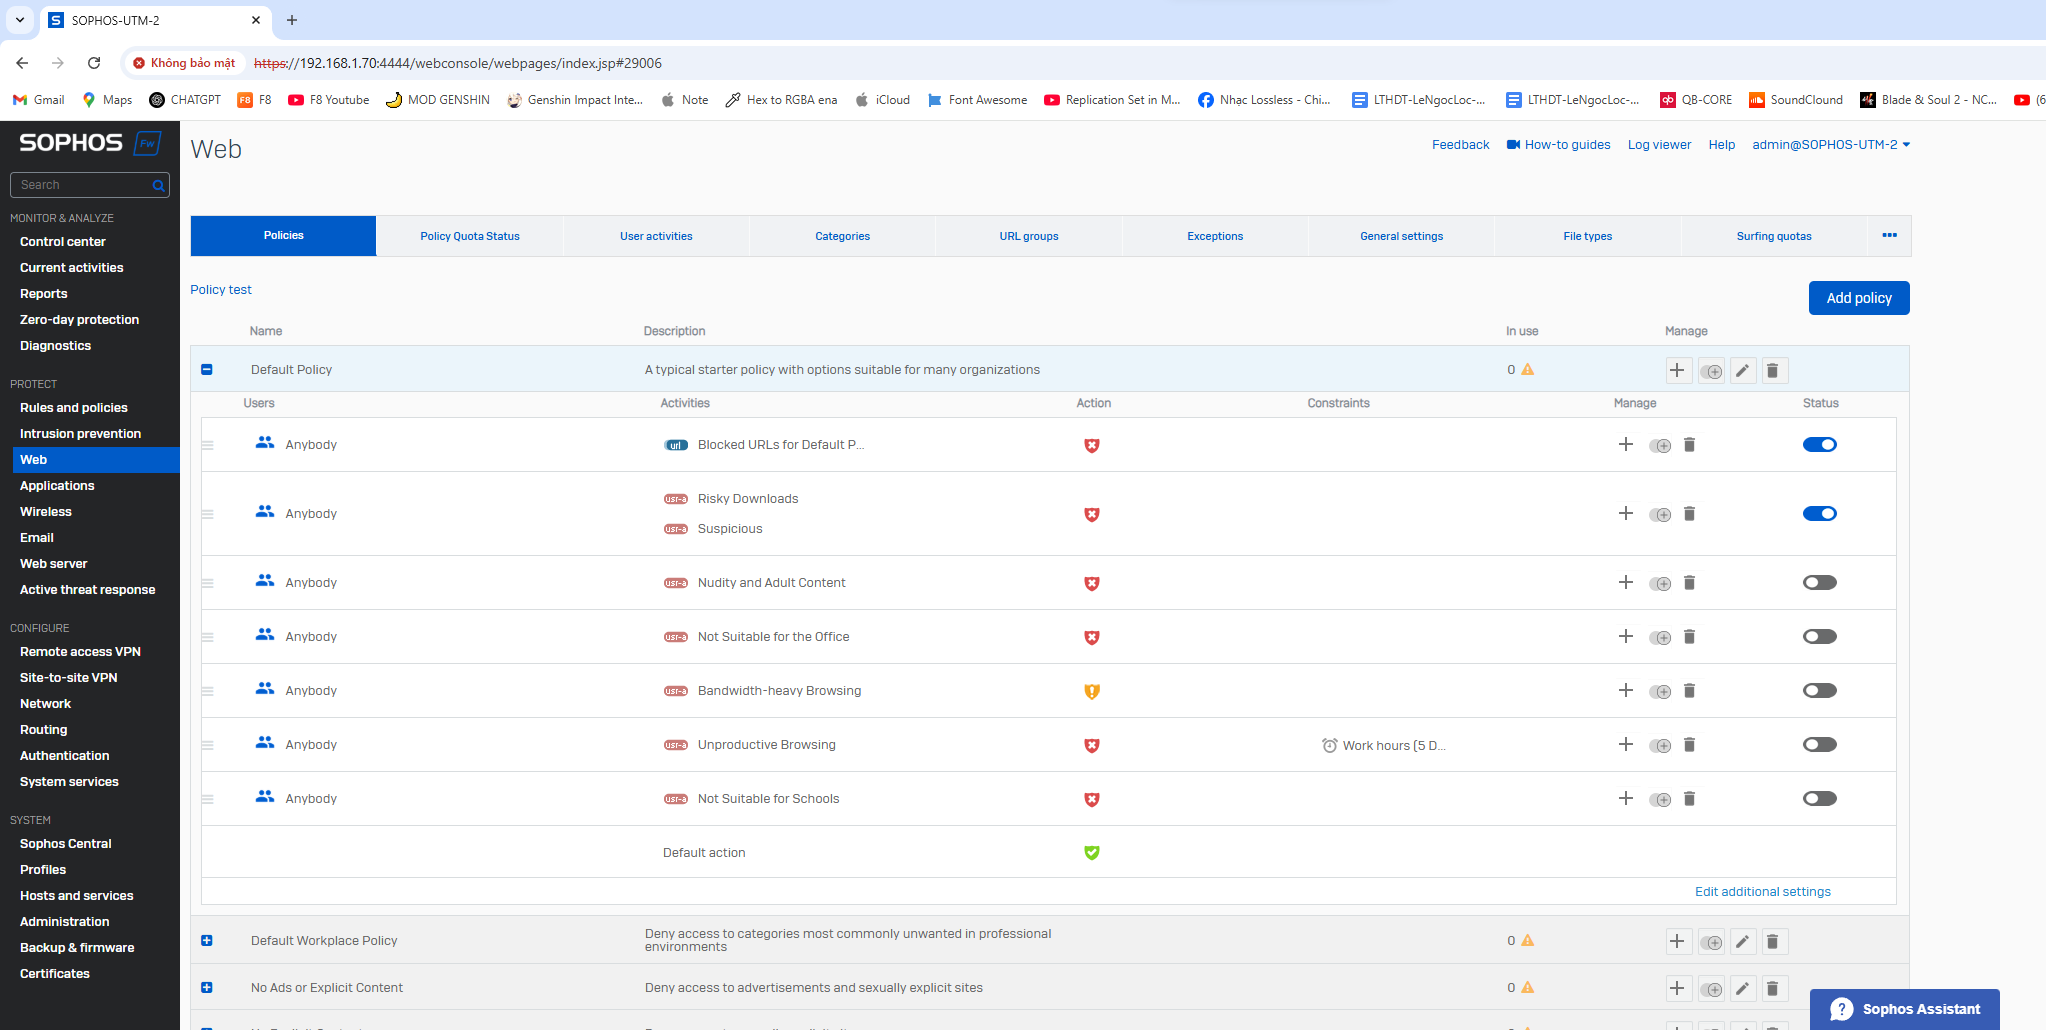 SOPHOS-UTM-2
Không bảo mật
https://192.168.1.70:4444/webconsole/webpages/index.jsp#29006
Gmail
Maps
CHATGPT
F8
F8 Youtube
MOD GENSHIN
Genshin Impact Inte...
Note
Hex to RGBA ena
iCloud
Font Awesome
Replication Set in M...
Nhạc Lossless - Chi...
LTHDT-LeNgocLoc-...
LTHDT-LeNgocLoc-...
QB-CORE
SoundClound
Blade & Soul 2 - NC...
(6
SOPHOS Fw
Search
MONITOR & ANALYZE
Control center
Current activities
Reports
Zero-day protection
Diagnostics
PROTECT
Rules and policies
Intrusion prevention
Web
Applications
Wireless
Email
Web server
Active threat response
CONFIGURE
Remote access VPN
Site-to-site VPN
Network
Routing
Authentication
System services
SYSTEM
Sophos Central
Profiles
Hosts and services
Administration
Backup & firmware
Certificates
Web
Feedback
How-to guides
Log viewer
Help
admin@SOPHOS-UTM-2
Policies
Policy Quota Status
User activities
Categories
URL groups
Exceptions
General settings
File types
Surfing quotas
Policy test
Add policy
Name Description In use Manage
Default Policy A typical starter policy with options suitable for many organizations 0
Users Activities Action Constraints Manage Status
Anybody url Blocked URLs for Default P...
Anybody usr-a Risky Downloads
usr-a Suspicious
Anybody usr-a Nudity and Adult Content
Anybody usr-a Not Suitable for the Office
Anybody usr-a Bandwidth-heavy Browsing
Anybody usr-a Unproductive Browsing Work hours (5 D...
Anybody usr-a Not Suitable for Schools
Default action
Edit additional settings
Default Workplace Policy Deny access to categories most commonly unwanted in professional
environments 0
No Ads or Explicit Content Deny access to advertisements and sexually explicit sites 0
Sophos Assistant